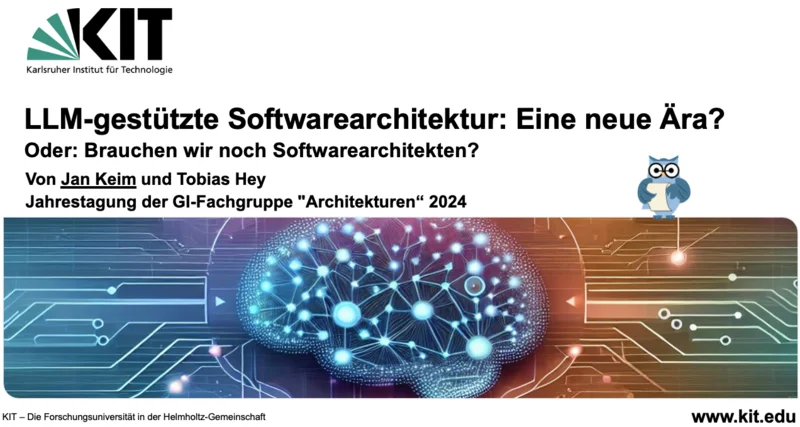 KIT
Karlsruher Institut für Technologie
LLM-gestützte Softwarearchitektur: Eine neue Ära?
Oder: Brauchen wir noch Softwarearchitekten?
Von Jan Keim und Tobias Hey
Jahrestagung der GI-Fachgruppe "Architekturen“ 2024
KIT – Die Forschungsuniversität in der Helmholtz-Gemeinschaft
www.kit.edu